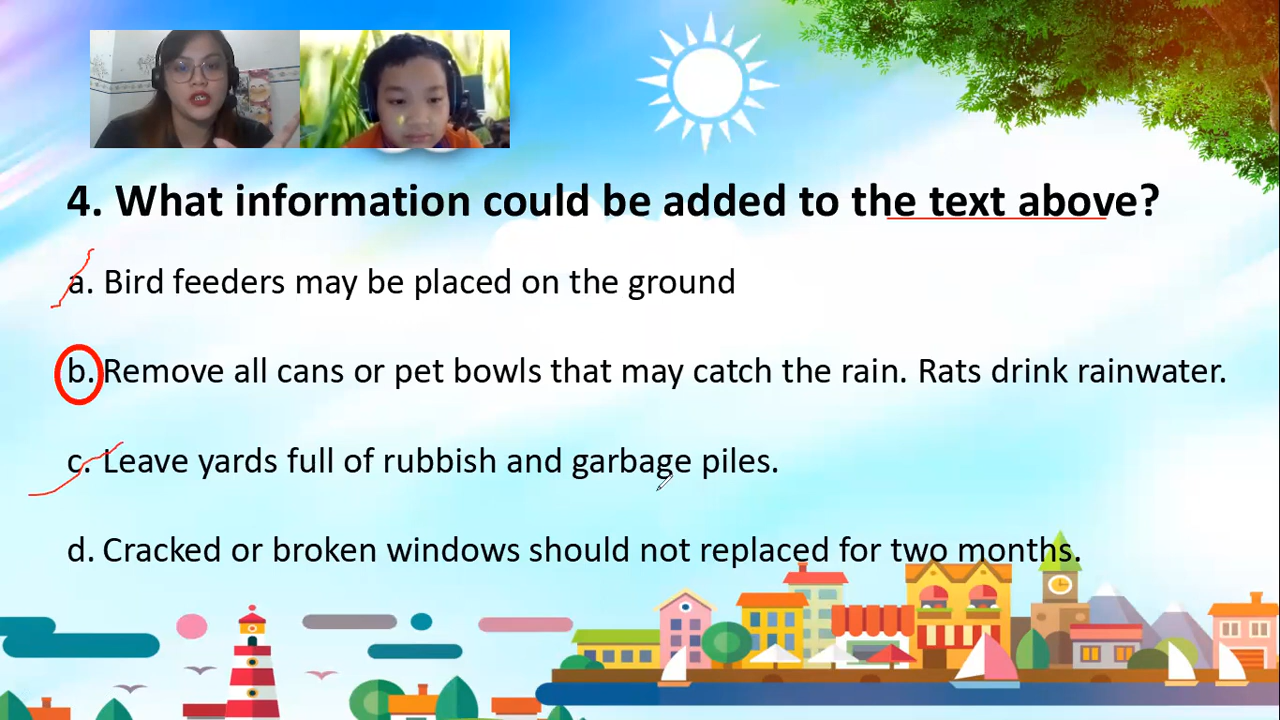 4. What information could be added to the text above?
a. Bird feeders may be placed on the ground
b. Remove all cans or pet bowls that may catch the rain. Rats drink rainwater.
c. Leave yards full of rubbish and garbage piles.
d. Cracked or broken windows should not replaced for two months.